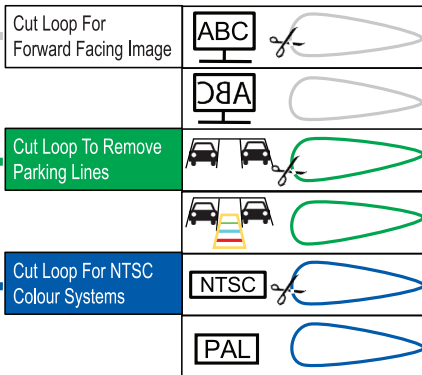 Cut Loop For
Forward Facing Image
ABC
ABC
Cut Loop To Remove
Parking Lines
Cut Loop For NTSC
Colour Systems
NTSC
PAL